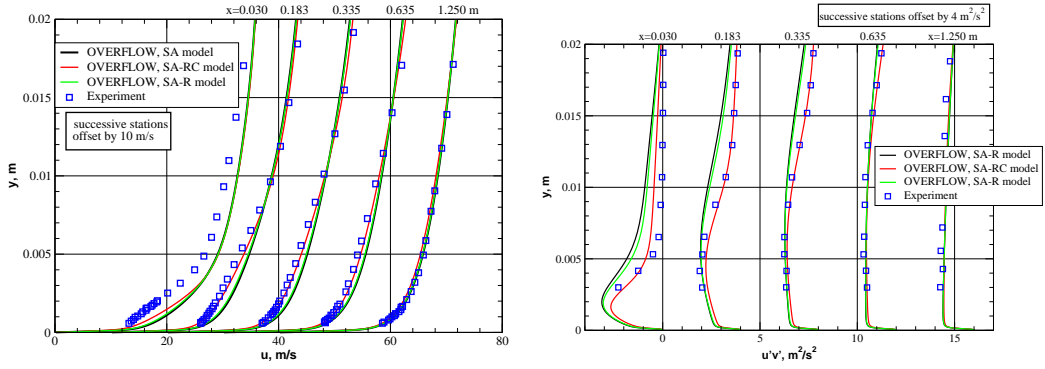 x=0.030 0.183 0.335 0.635 1.250 m
0.02
OVERFLOW, SA model
OVERFLOW, SA-RC model
OVERFLOW, SA-R model
Experiment
successive stations
offset by 10 m/s
0.015
0.01
0.005
0
y, m
0 20 40 60 80
u, m/s
successive stations offset by 4 m²/s²
x=0.030 0.183 0.335 0.635 x=1.250 m
0.02
0.015
OVERFLOW, SA-R model
OVERFLOW, SA-RC model
OVERFLOW, SA-R model
Experiment
0.01
0.005
0
y, m
0 5 10 15
u'v', m²/s²